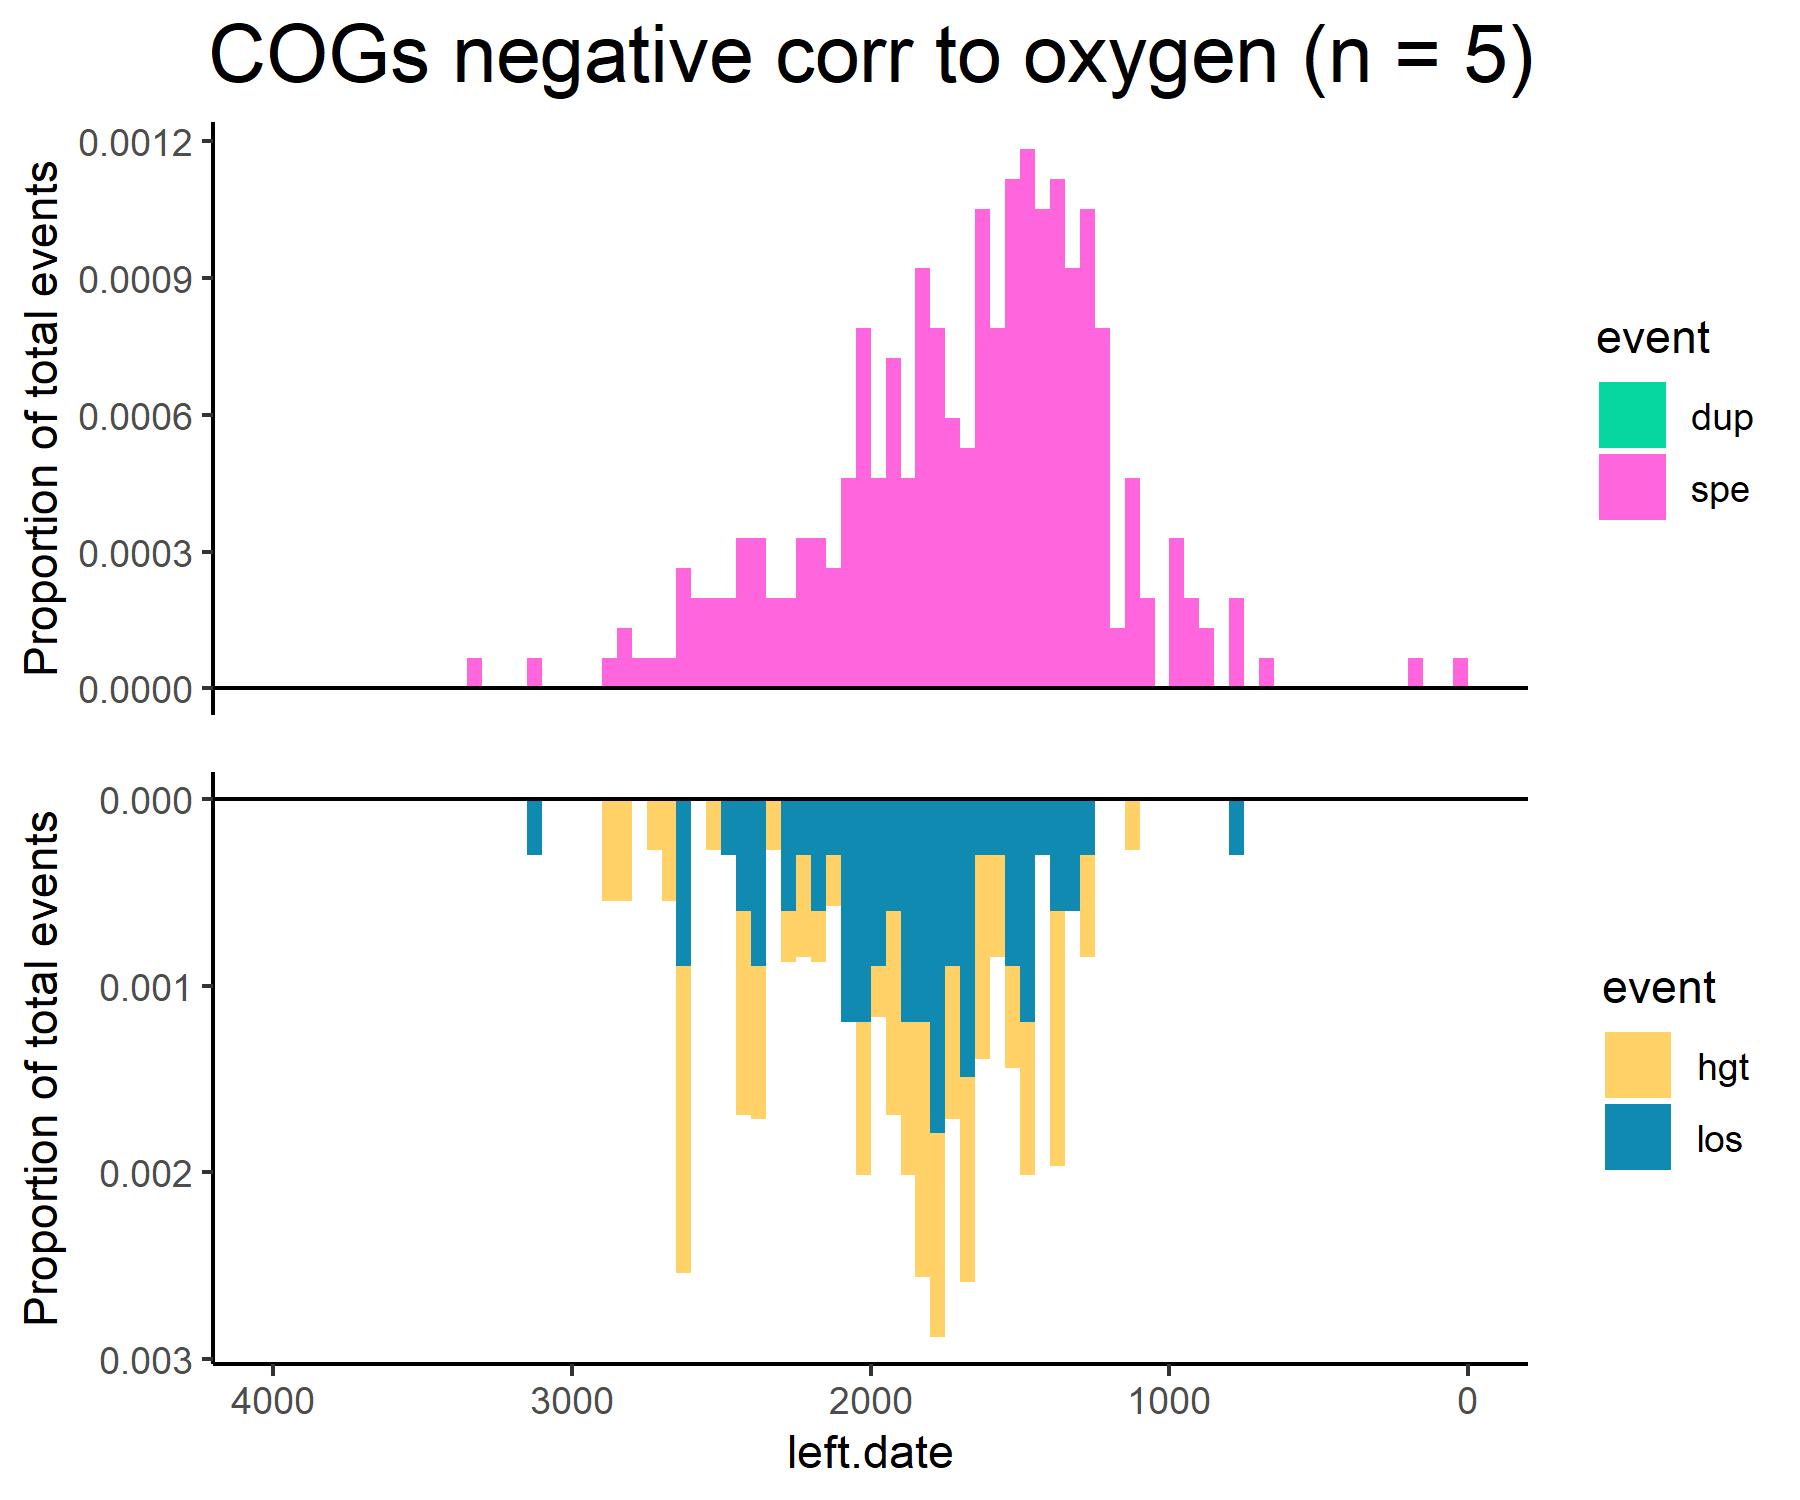 COGs negative corr to oxygen (n = 5)
Proportion of total events
0.0012
0.0009
0.0006
0.0003
0.0000
event
dup
spe
Proportion of total events
0.000
0.001
0.002
0.003
event
hgt
los
4000 3000 2000 1000 0
left.date